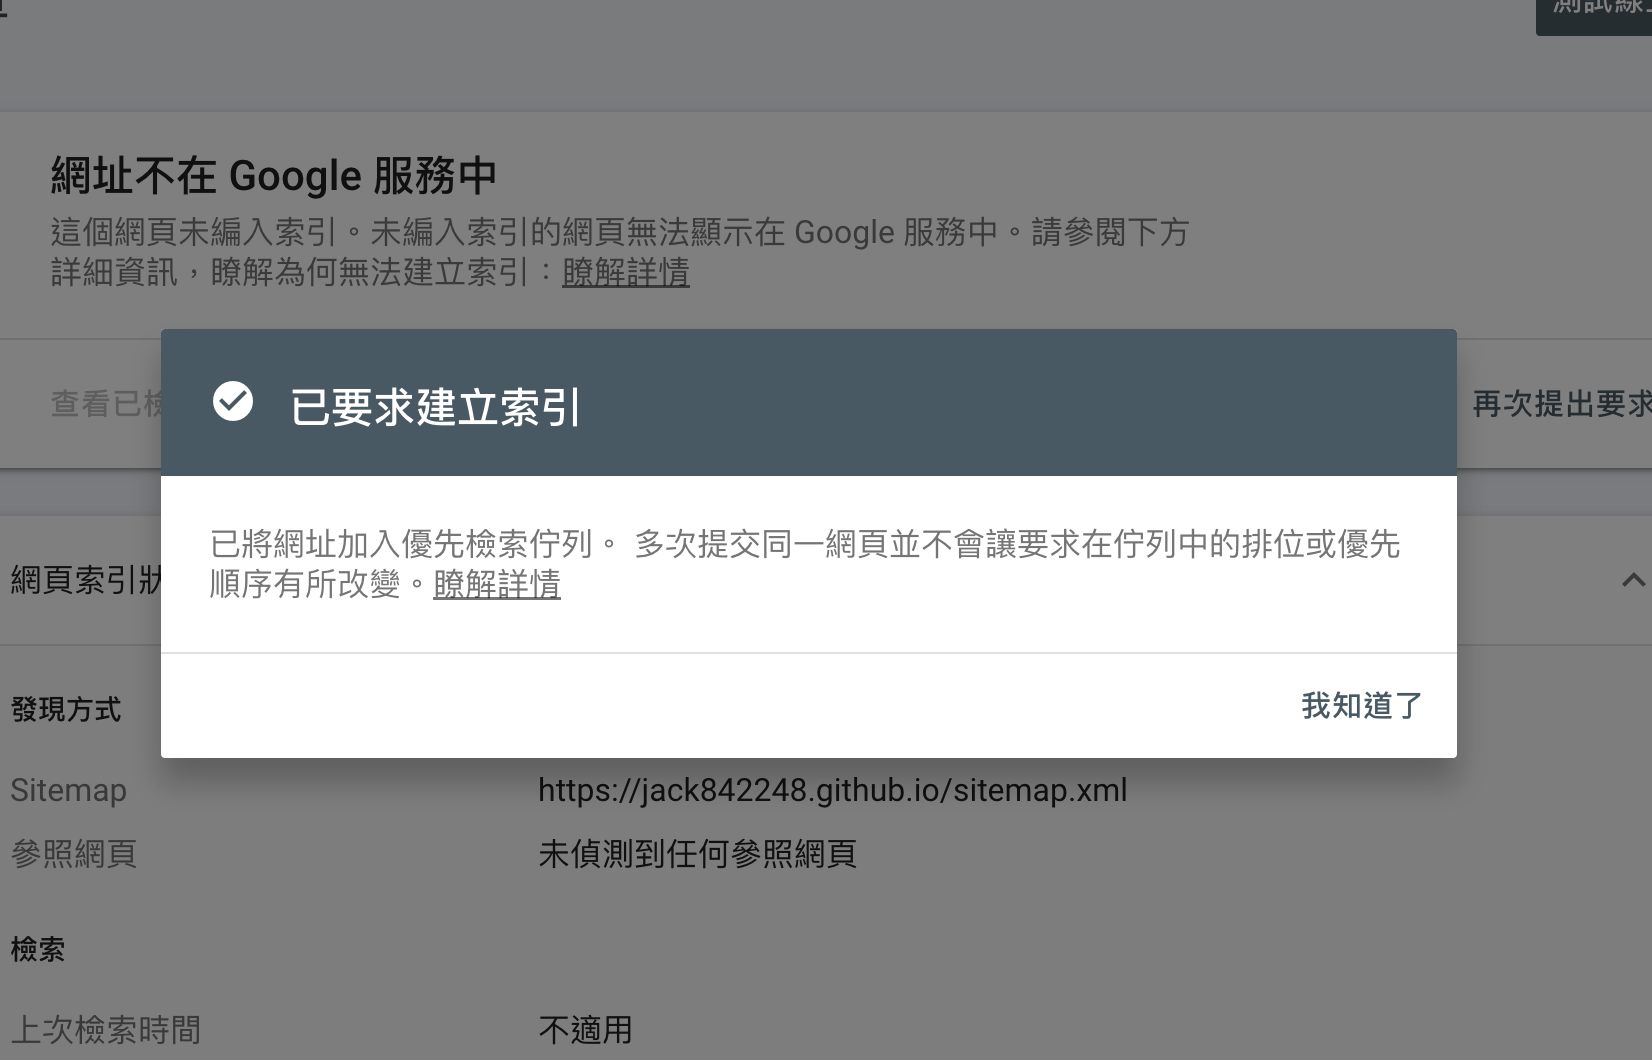 網址不在 Google 服務中
這個網頁未編入索引。未編入索引的網頁無法顯示在 Google 服務中。請參閱下方
詳細資訊，瞭解為何無法建立索引：瞭解詳情
查看已
再次提出要求
已要求建立索引
已將網址加入優先檢索佇列。 多次提交同一網頁並不會讓要求在佇列中的排位或優先
順序有所改變。瞭解詳情
我知道了
網頁索引狀
發現方式
Sitemap
https://jack842248.github.io/sitemap.xml
參照網頁
未偵測到任何參照網頁
檢索
上次檢索時間
不適用